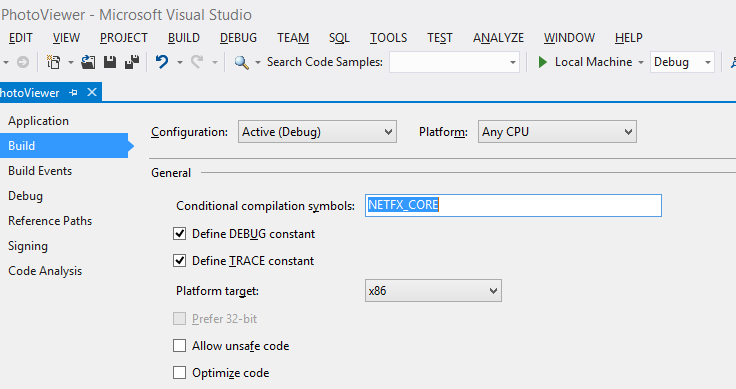 PhotoViewer - Microsoft Visual Studio
EDIT VIEW PROJECT BUILD DEBUG TEAM SQL TOOLS TEST ANALYZE WINDOW HELP
Search Code Samples: Local Machine Debug
hotoViewer
Application
Configuration: Active (Debug) Platform: Any CPU
Build
Build Events
General
Debug
Conditional compilation symbols: NETFX_CORE
Reference Paths
Define DEBUG constant
Signing
Define TRACE constant
Code Analysis
Platform target: x86
Prefer 32-bit
Allow unsafe code
Optimize code